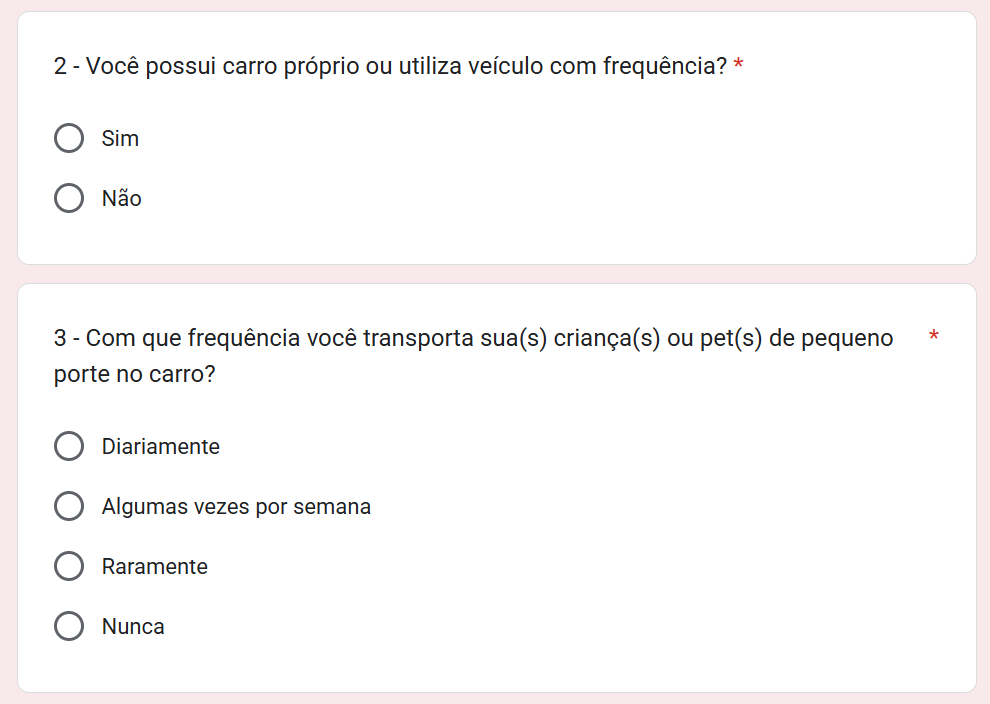 2 - Você possui carro próprio ou utiliza veículo com frequência? *
Sim
Não
3 - Com que frequência você transporta sua(s) criança(s) ou pet(s) de pequeno *
porte no carro?
Diariamente
Algumas vezes por semana
Raramente
Nunca